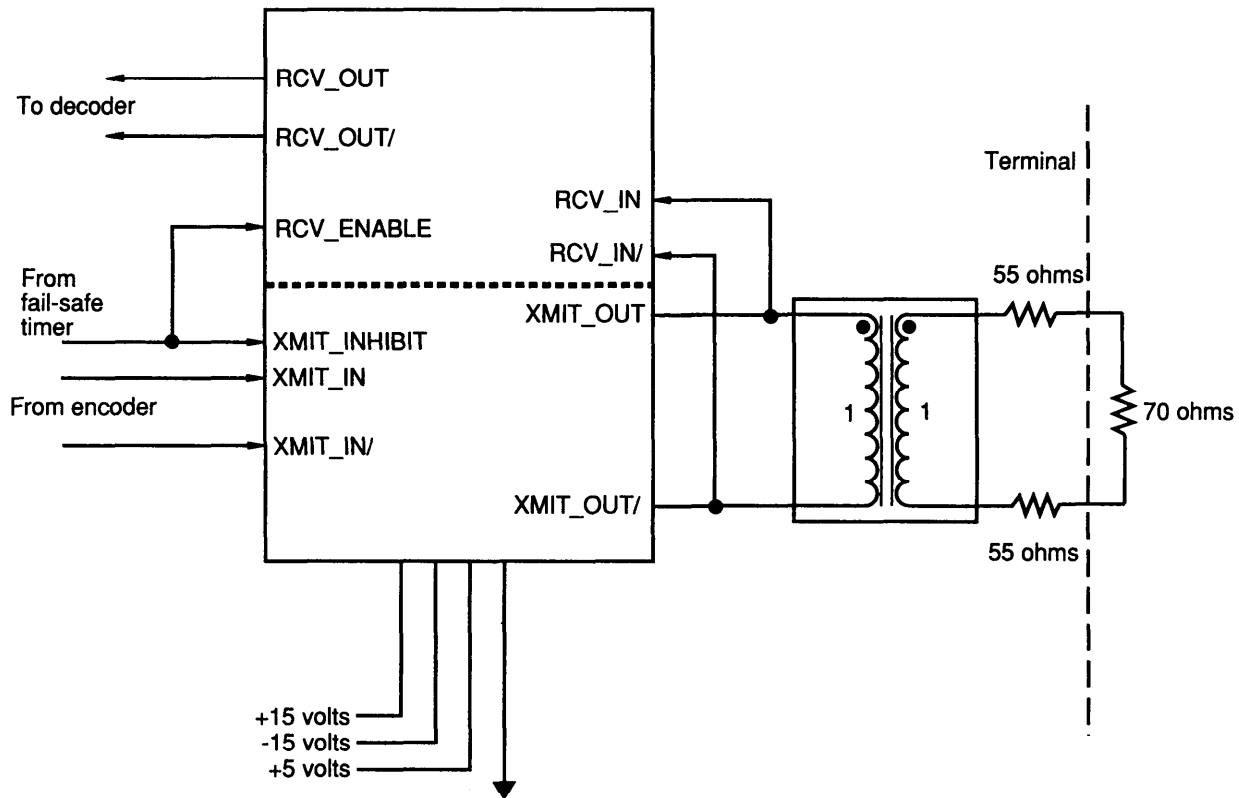 RCV_OUT
To decoder
RCV_OUT/
Terminal
RCV_IN
RCV_ENABLE
RCV_IN/
From
fail-safe
timer
55 ohms
XMIT_OUT
XMIT_INHIBIT
XMIT_IN
From encoder
1
1
70 ohms
XMIT_IN/
XMIT_OUT/
55 ohms
+15 volts
-15 volts
+5 volts